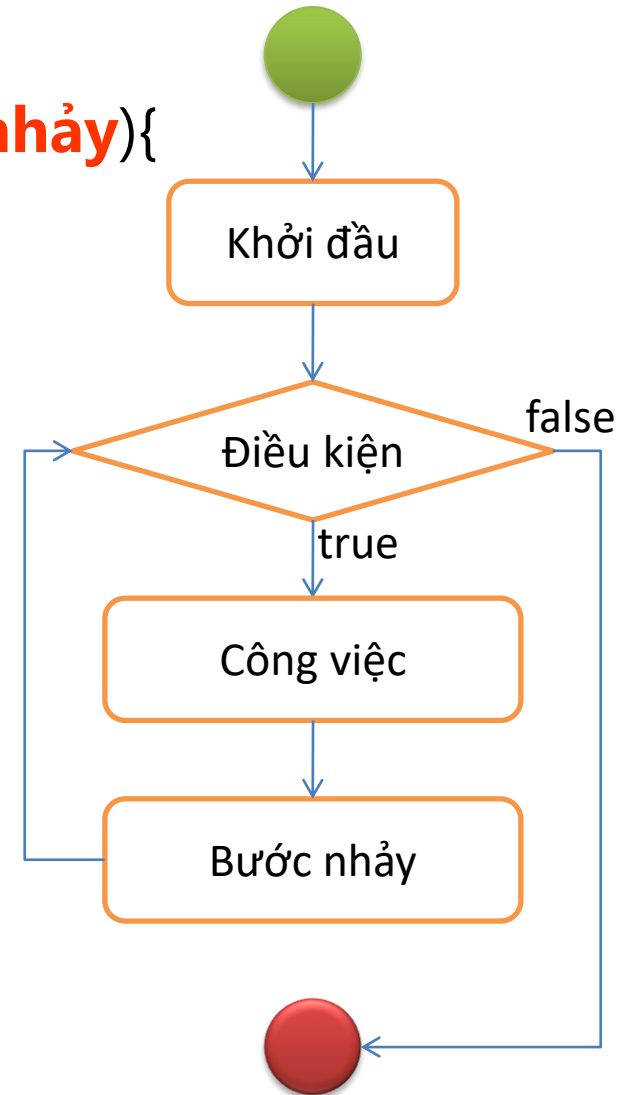 nhảy){
Khởi đầu
Điều kiện
false
true
Công việc
Bước nhảy